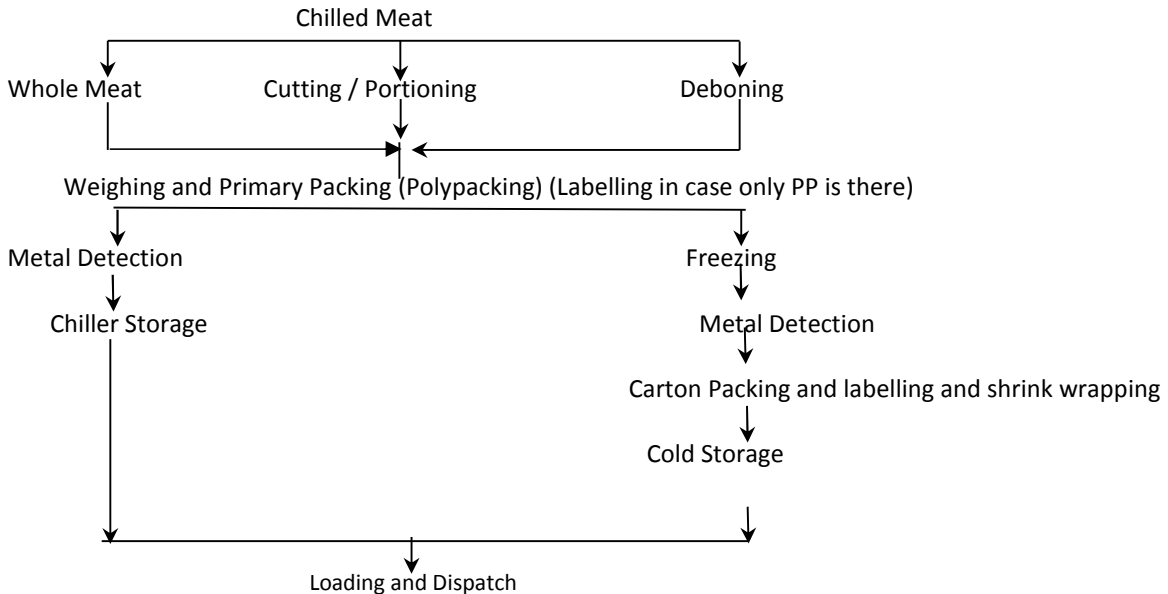 Chilled Meat
Whole Meat
Cutting / Portioning
Deboning
Weighing and Primary Packing (Polypacking) (Labelling in case only PP is there)
Metal Detection
Freezing
Chiller Storage
Metal Detection
Carton Packing and labelling and shrink wrapping
Cold Storage
Loading and Dispatch